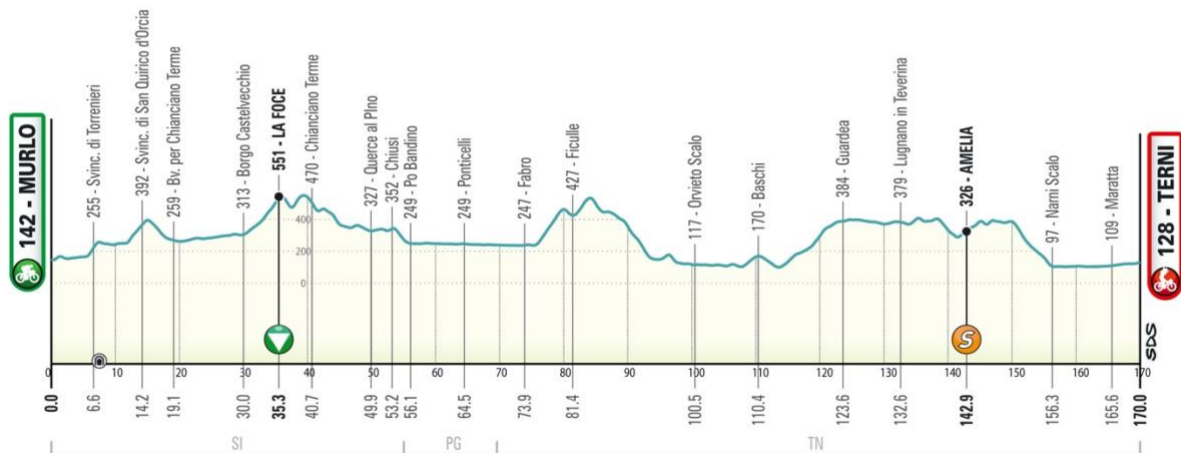 142 - MURLO
255 - Svinc. di Torrenieri
392 - Svinc. di San Quirico d'Orcia
259 - Bv. per Chianciano Terme
313 - Borgo Castelvecchio
551 - LA FOCE
470 - Chianciano Terme
327 - Querce al PIno
352 - Chiusi
249 - Po Bandino
249 - Ponticelli
247 - Fabro
427 - Ficulle
117 - Orvieto Scalo
170 - Baschi
384 - Guardea
379 - Lugnano in Teverina
326 - AMELIA
97 - Narni Scalo
109 - Maratta
128 - TERNI
400
200
0
S
SDS
0 10 20 30 40 50 60 70 80 90 100 110 120 130 140 150 160 170
0.0 6.6 14.2 19.1 30.0 35.3 40.7 49.9 53.2 56.1 64.5 73.9 81.4 100.5 110.4 123.6 132.6 142.9 156.3 165.6 170.0
SI PG TN